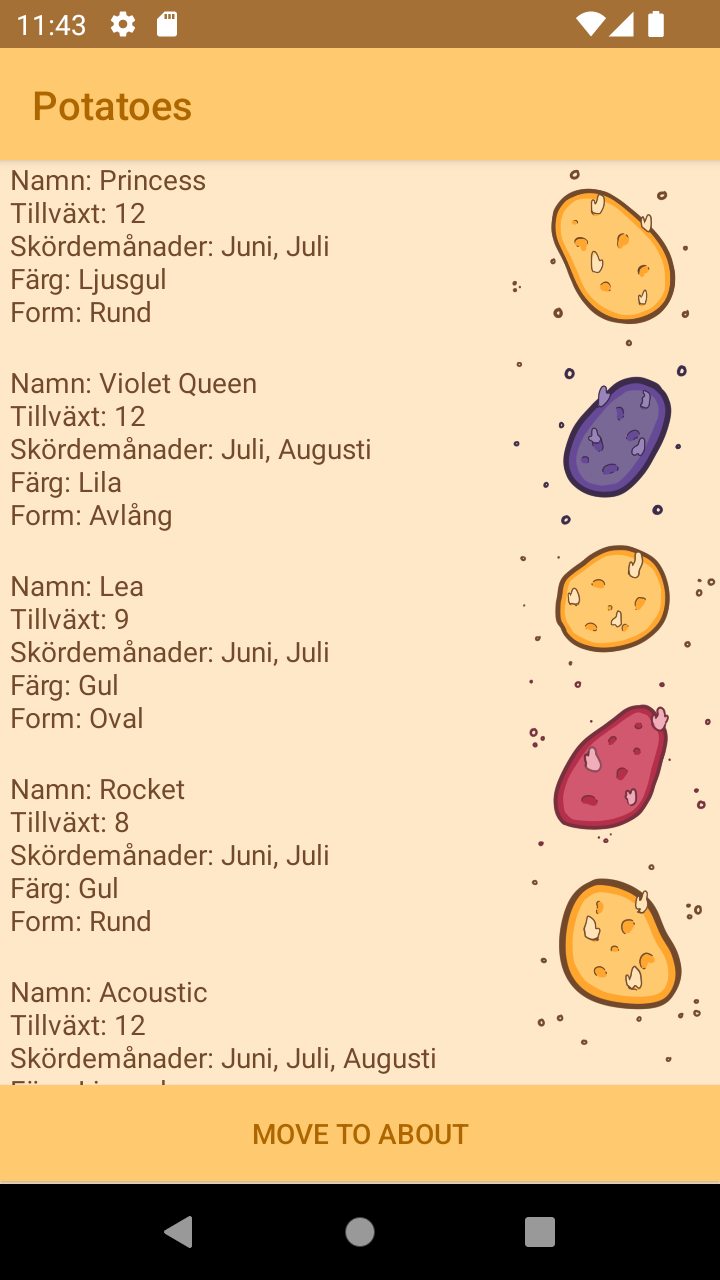 11:43
Potatoes
Namn: Princess
Tillväxt: 12
Skördemånader: Juni, Juli
Färg: Ljusgul
Form: Rund
Namn: Violet Queen
Tillväxt: 12
Skördemånader: Juli, Augusti
Färg: Lila
Form: Avlång
Namn: Lea
Tillväxt: 9
Skördemånader: Juni, Juli
Färg: Gul
Form: Oval
Namn: Rocket
Tillväxt: 8
Skördemånader: Juni, Juli
Färg: Gul
Form: Rund
Namn: Acoustic
Tillväxt: 12
Skördemånader: Juni, Juli, Augusti
MOVE TO ABOUT